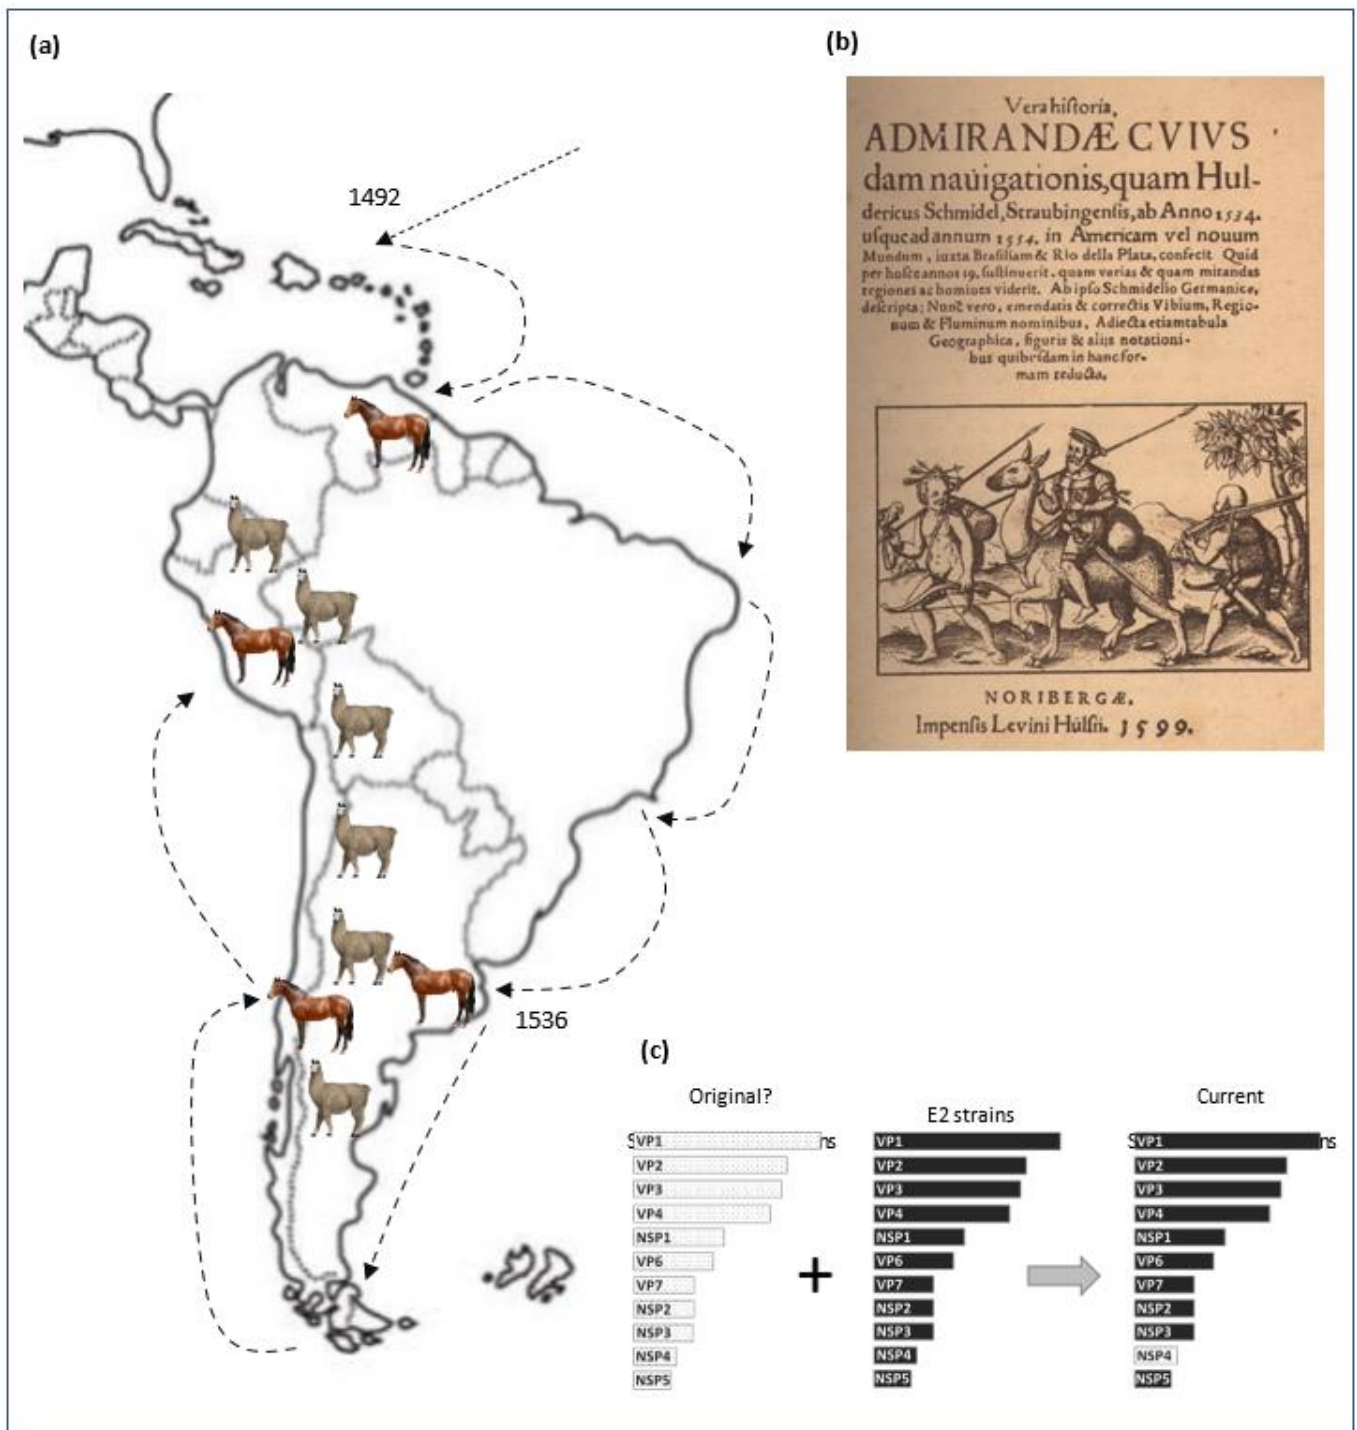 (a)
1492
1536
(b)
Vera hiſtoria,
ADMIRANDÆ CVIVS
dam nauigationis, quam Hul-
dericus Schmidel, Straubingenſis, ab Anno 1534.
uſque ad annum 1554. in Americam vel nouum
Mundum, iuxta Braſiliam & Rio della Plata, confecit Quid
per hoſce annos 19. ſuſtinuerit, quam varias & quam mirandas
regiones ac homines viderit. Ab ipſo Schmidelio Germanice,
deſcripta: Nunc vero, emendatis & correctis Vrbium, Regio-
num & Fluminum nominibus, Adiecta etiam tabula
Geographica, figuris & alijs notationi-
bus quibuſdam in hanc for-
mam reducta.
NORIBERGÆ,
Impenſis Levini Hulſii. 1599.
(c)
Original?
VP1
VP2
VP3
VP4
NSP1
VP6
VP7
NSP2
NSP3
NSP4
NSP5
+
E2 strains
VP1
VP2
VP3
VP4
NSP1
VP6
VP7
NSP2
NSP3
NSP4
NSP5
Current
VP1
VP2
VP3
VP4
NSP1
VP6
VP7
NSP2
NSP3
NSP4
NSP5